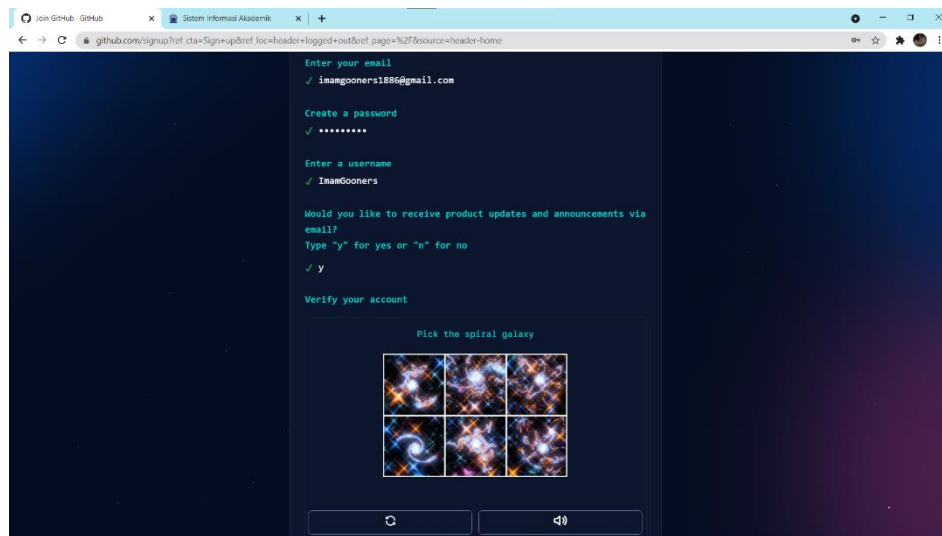 Join GitHub · GitHub
Sistem Informasi Akademik
github.com/signup?ref_cta=Sign+up&ref_loc=header+logged+out&ref_page=%2F&source=header-home
Enter your email
✓ imamgooners1886@gmail.com
Create a password
✓ •••••••••
Enter a username
✓ ImamGooners
Would you like to receive product updates and announcements via
email?
Type "y" for yes or "n" for no
✓ y
Verify your account
Pick the spiral galaxy